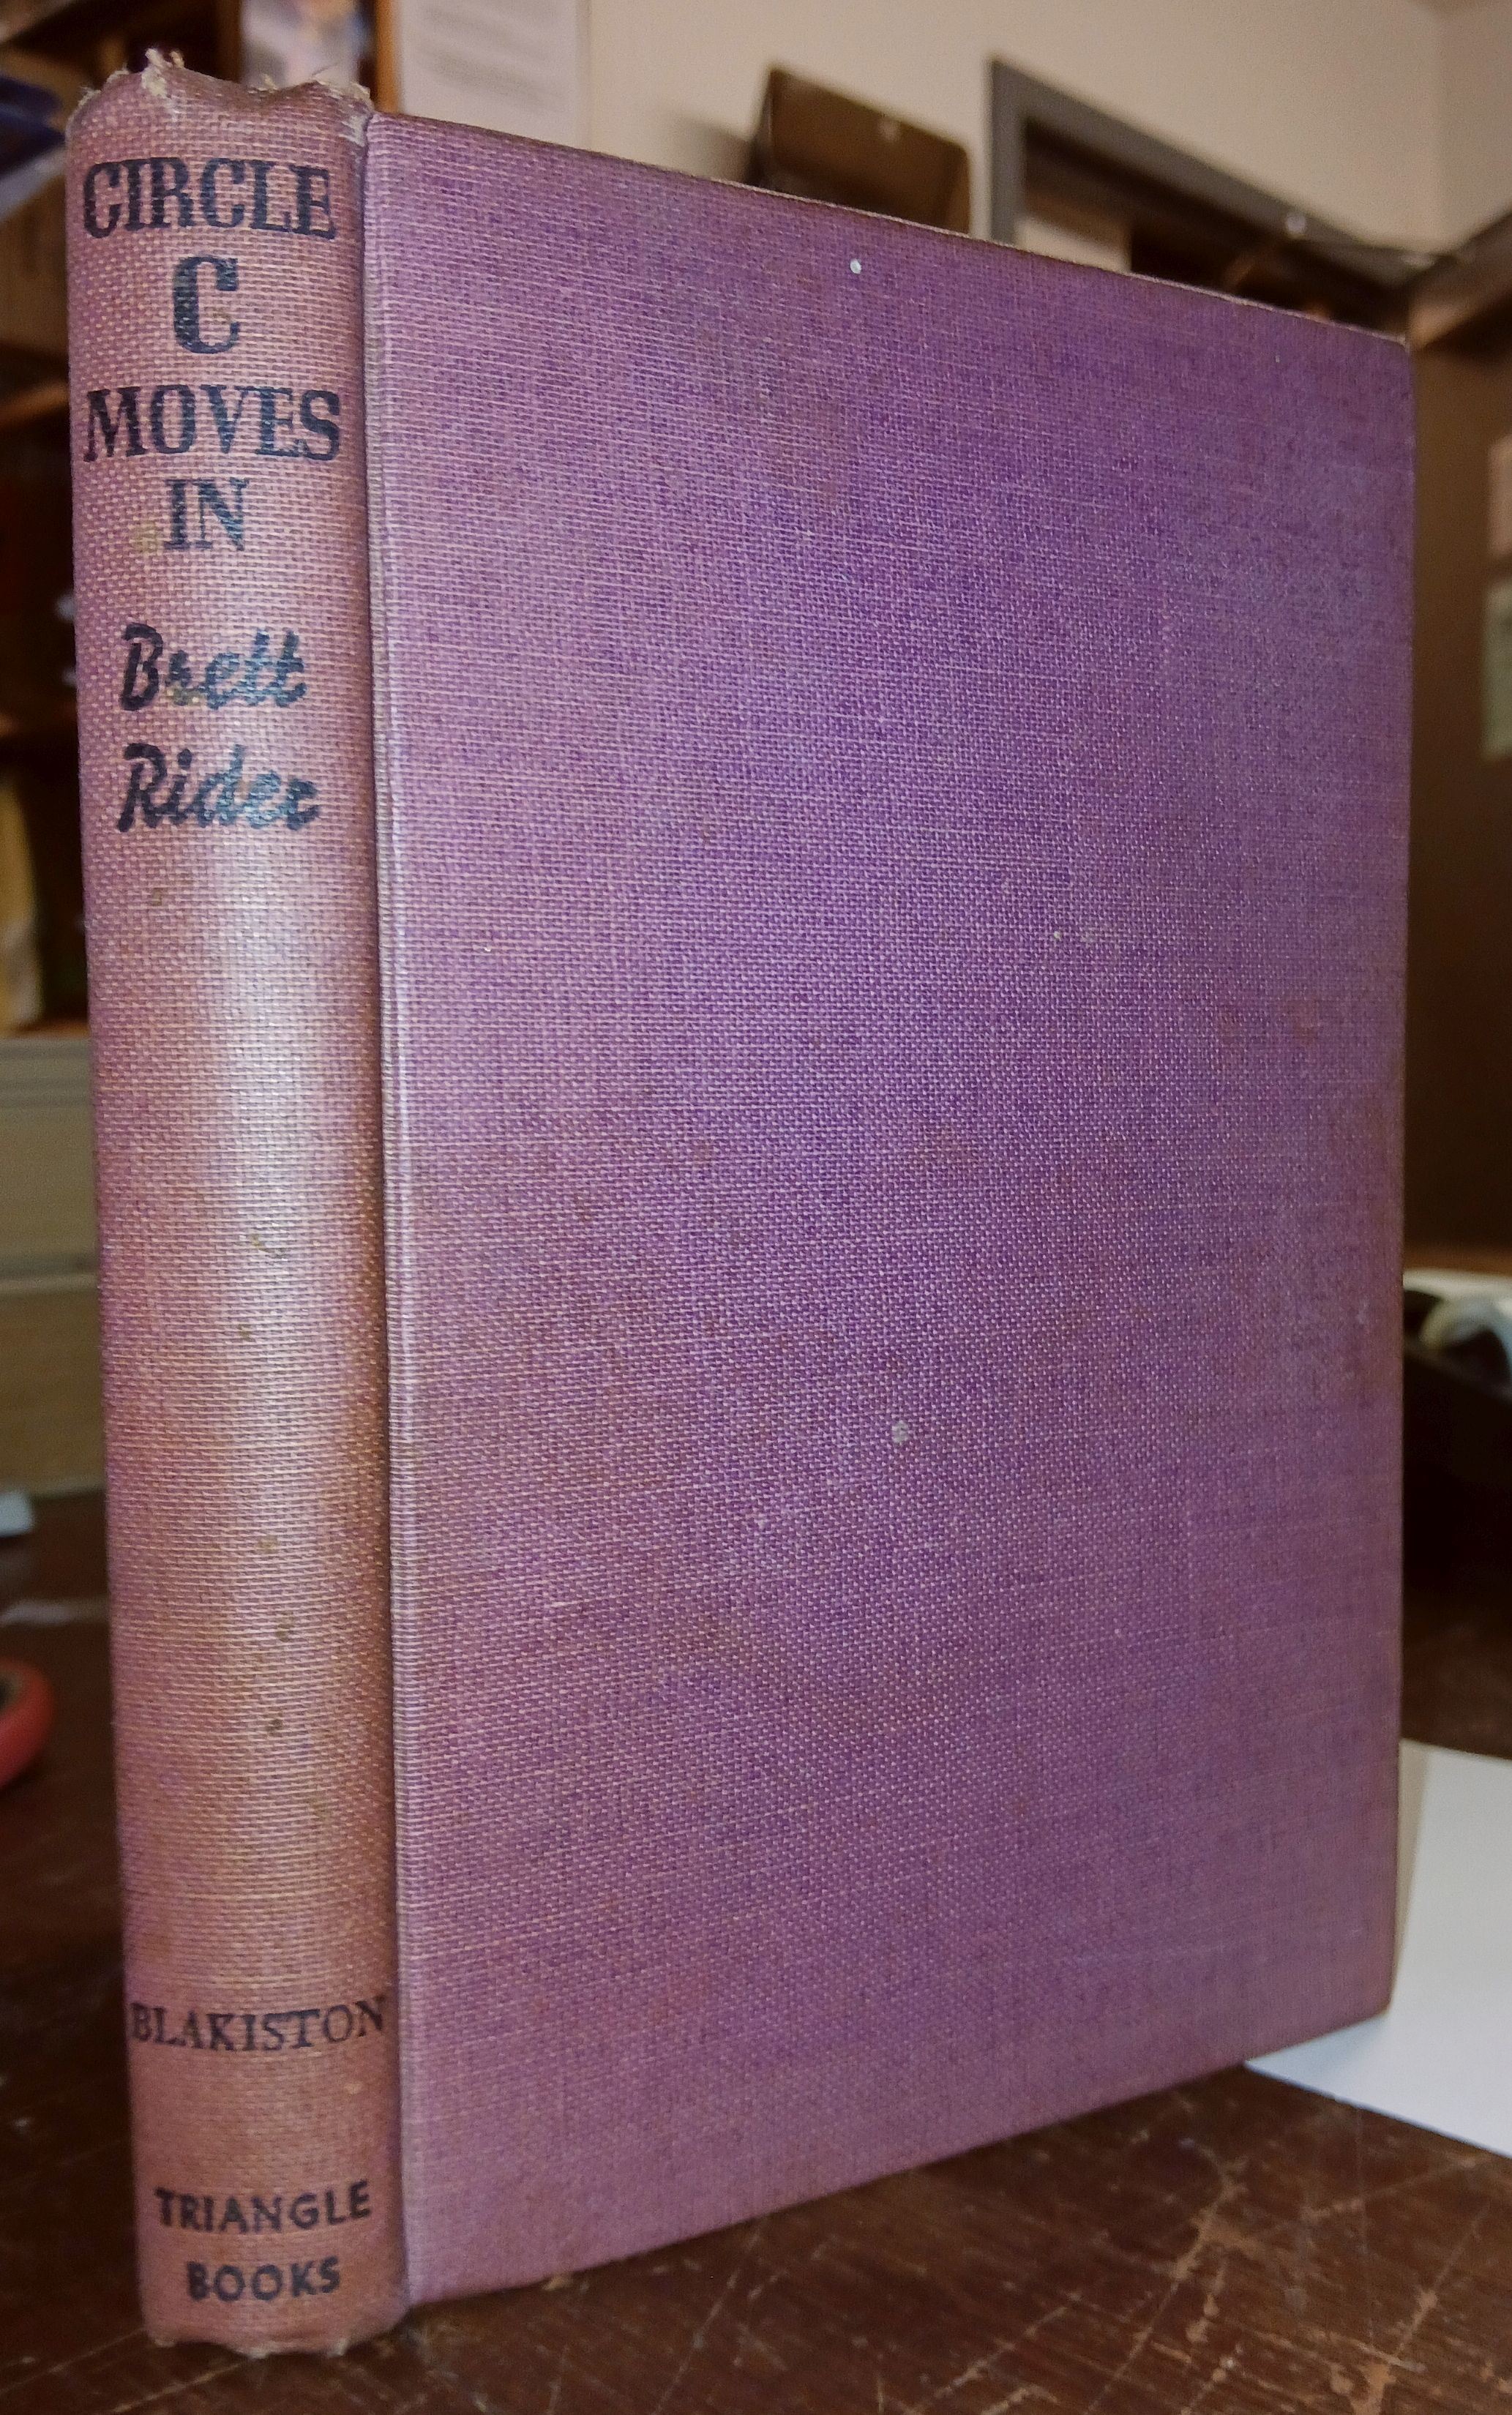 CIRCLE
C
MOVES
IN
Brett
Rider
BLAKISTON
TRIANGLE
BOOKS